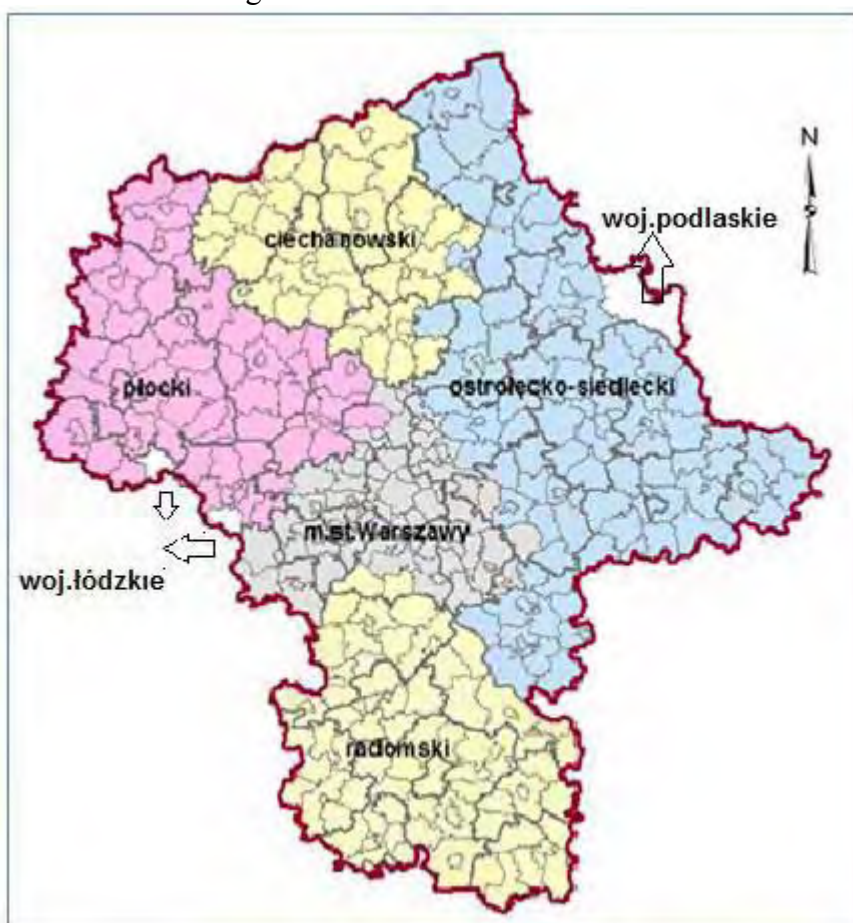 N
woj.podlaskie
ciechanowski
płocki
ostrołęcko-siedlecki
m.st.Warszawy
woj.łódzkie
radomski